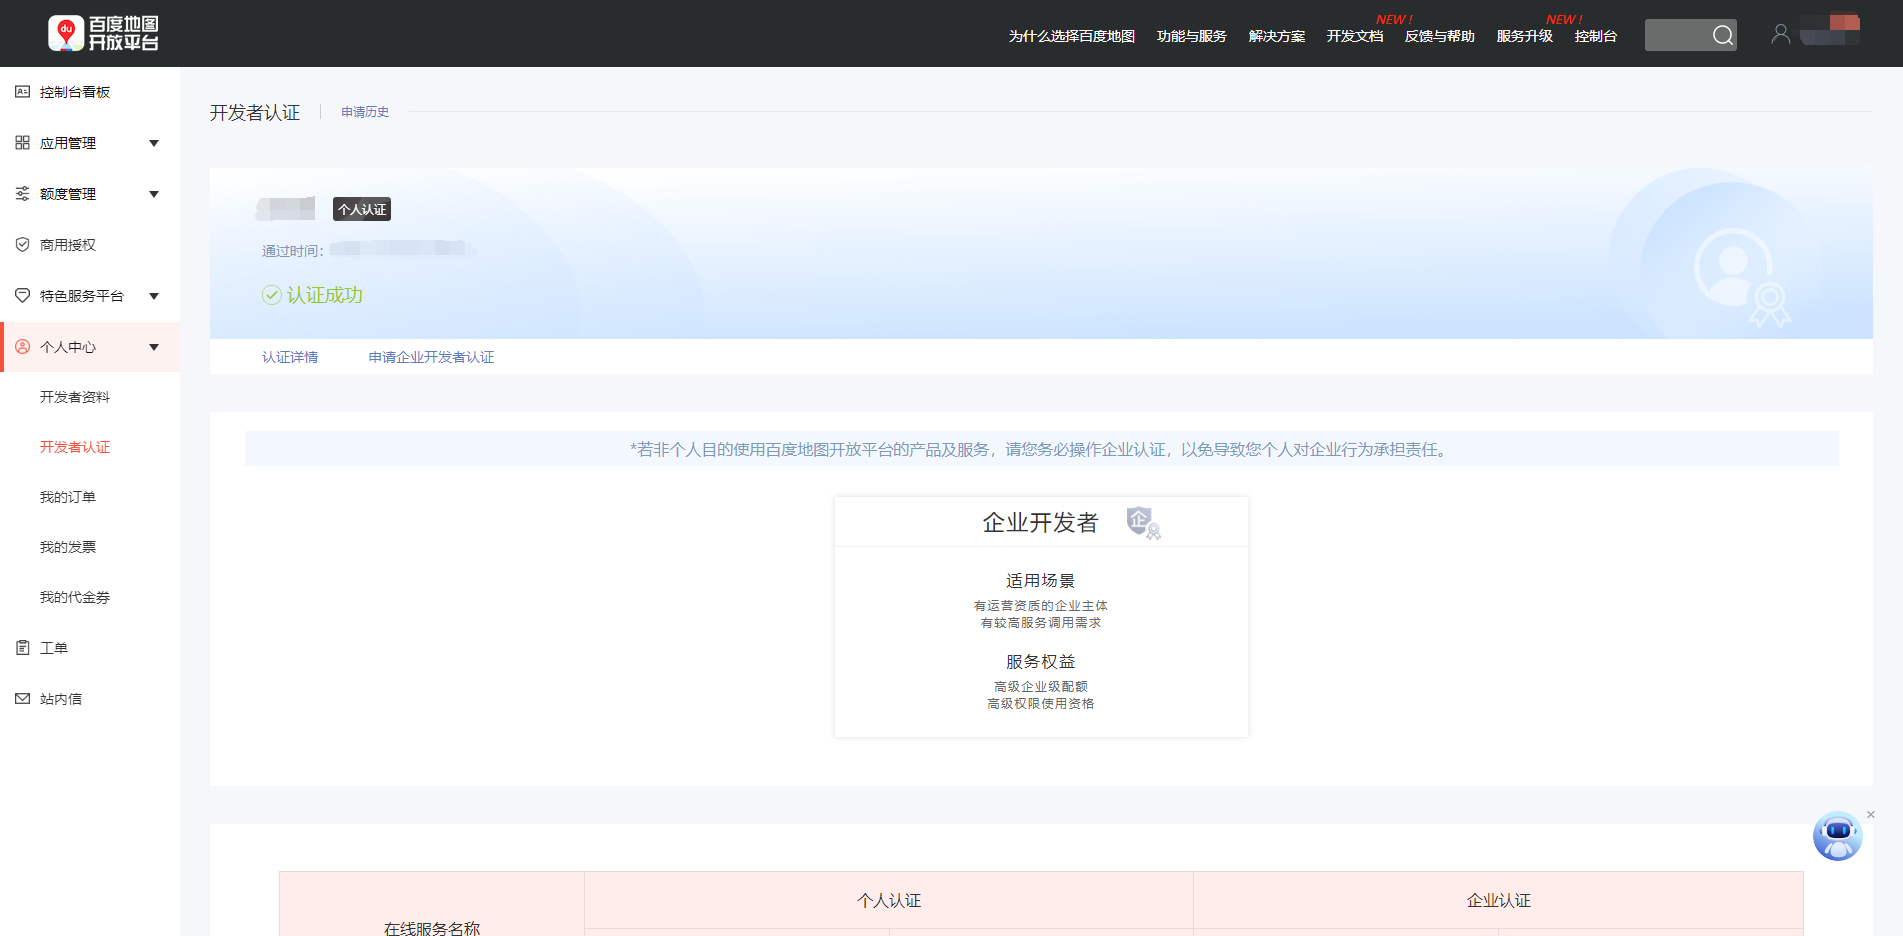 du
百度地图
开放平台
为什么选择百度地图
功能与服务
解决方案
NEW !
开发文档
反馈与帮助
NEW !
服务升级
控制台
控制台看板
应用管理
额度管理
商用授权
特色服务平台
个人中心
开发者资料
开发者认证
我的订单
我的发票
我的代金券
工单
站内信
开发者认证
申请历史
个人认证
通过时间：
认证成功
认证详情
申请企业开发者认证
*若非个人目的使用百度地图开放平台的产品及服务，请您务必操作企业认证，以免导致您个人对企业行为承担责任。
企业开发者
企
适用场景
有运营资质的企业主体
有较高服务调用需求
服务权益
高级企业级配额
高级权限使用资格
在线服务名称
个人认证
企业认证